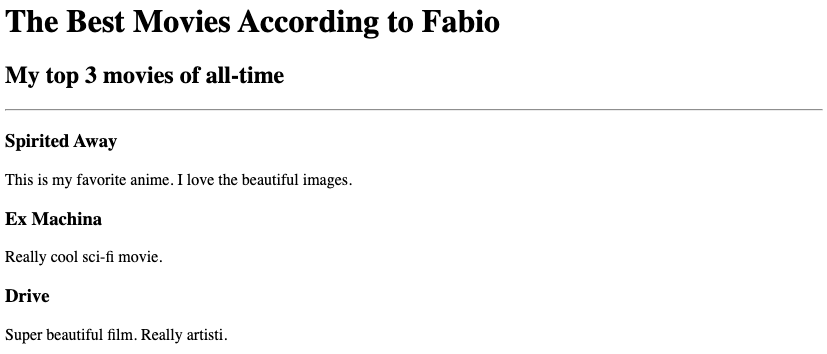 The Best Movies According to Fabio
My top 3 movies of all-time
Spirited Away
This is my favorite anime. I love the beautiful images.
Ex Machina
Really cool sci-fi movie.
Drive
Super beautiful film. Really artisti.